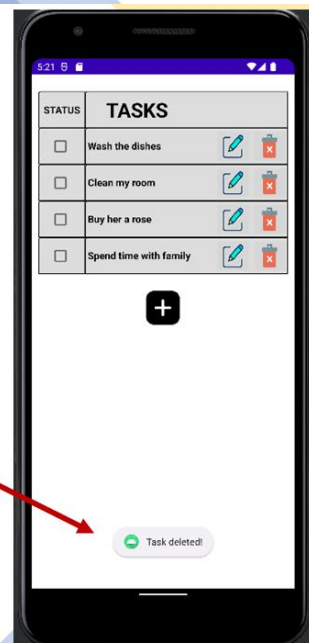 5:21
STATUS TASKS
Wash the dishes
Clean my room
Buy her a rose
Spend time with family
Task deleted!